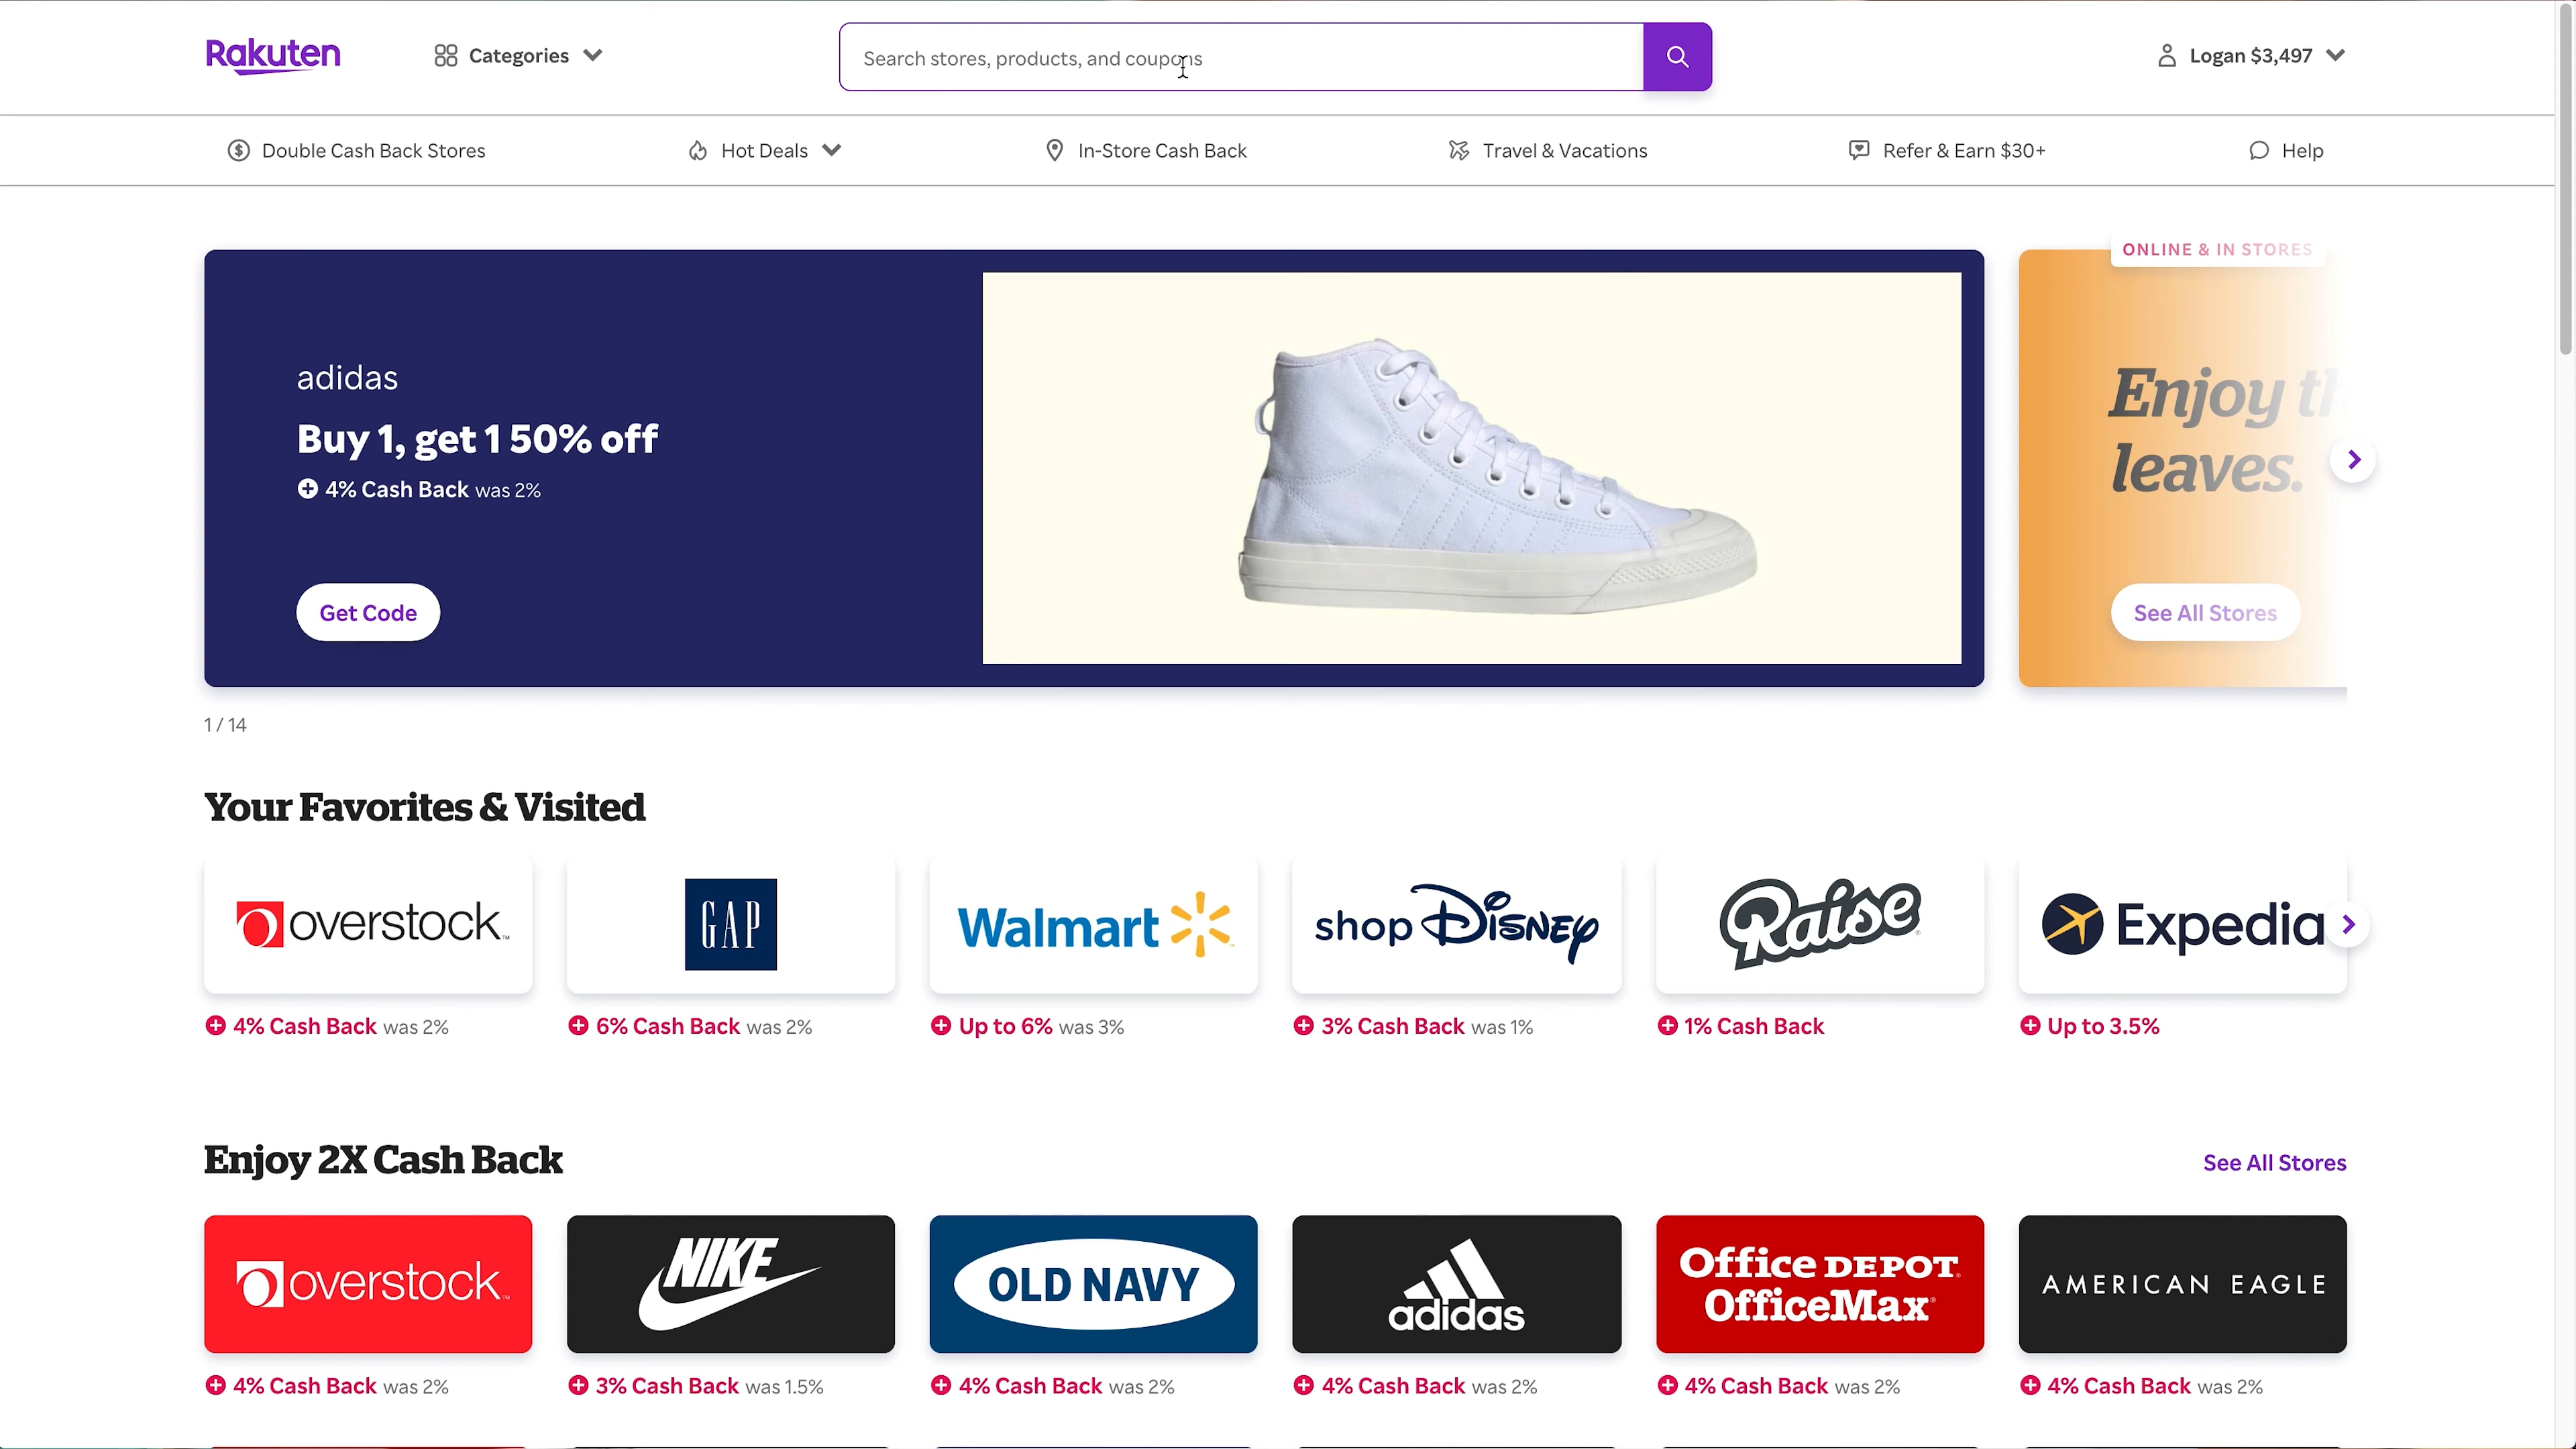 Rakuten
Categories
Search stores, products, and coupons
Logan $3,497
Double Cash Back Stores
Hot Deals
In-Store Cash Back
Travel & Vacations
Refer & Earn $30+
Help
adidas
Buy 1, get 1 50% off
4% Cash Back was 2%
Get Code
ONLINE & IN STORES
Enjoy th
leaves.
See All Stores
1 / 14
Your Favorites & Visited
overstock™
GAP
Walmart
shop Disney
Raise
Expedia
4% Cash Back was 2%
6% Cash Back was 2%
Up to 6% was 3%
3% Cash Back was 1%
1% Cash Back
Up to 3.5%
Enjoy 2X Cash Back
See All Stores
overstock™
NIKE
OLD NAVY
adidas
Office DEPOT
OfficeMax
AMERICAN EAGLE
4% Cash Back was 2%
3% Cash Back was 1.5%
4% Cash Back was 2%
4% Cash Back was 2%
4% Cash Back was 2%
4% Cash Back was 2%